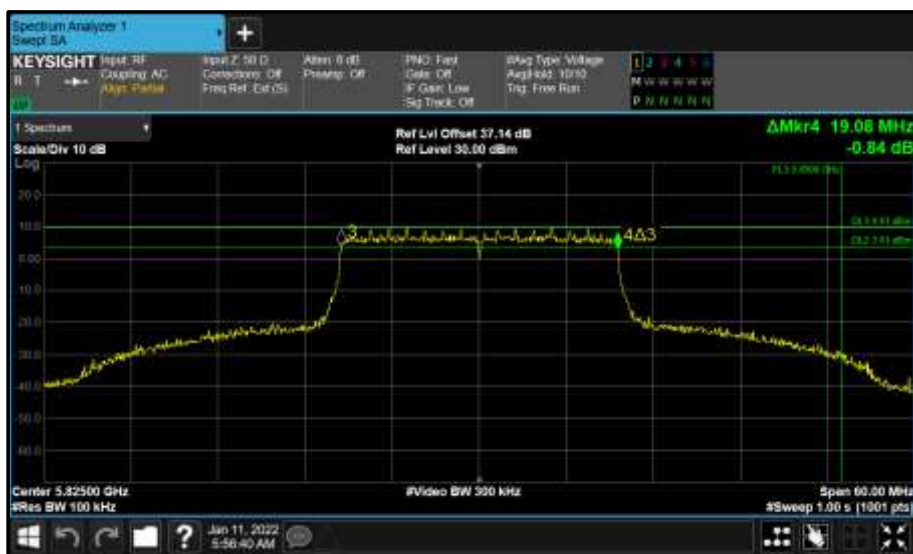 Spectrum Analyzer 1
Swept SA
KEYSIGHT Input: RF
R T Coupling: AC
Align: Partial
Input Z: 50 Ω
Corrections: Off
Freq Ref: Ext (S)
Atten: 0 dB
Preamp: Off
PNO: Fast
Gate: Off
IF Gain: Low
Sig Track: Off
#Avg Type: Voltage
Avg|Hold: 10/10
Trig: Free Run
1 2 3 4 5 6
M W W W W W
P N N N N N
1 Spectrum
Scale/Div 10 dB
Ref Lvl Offset 37.14 dB
Ref Level 30.00 dBm
ΔMkr4 19.08 MHz
-0.84 dB
Log
20.0
10.0
0.00
-10.0
-20.0
-30.0
-40.0
-50.0
-60.0
3
4Δ3
Center 5.82500 GHz
#Res BW 100 kHz
#Video BW 300 kHz
Span 60.00 MHz
#Sweep 1.00 s (1001 pts)
?
Jan 11, 2022
5:56:40 AM